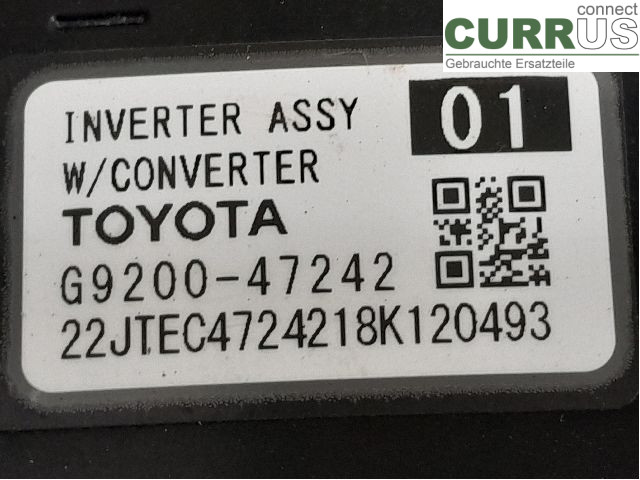 connect
CURRUS
Gebrauchte Ersatzteile
INVERTER ASSY 01
W/CONVERTER
TOYOTA
G9200-47242
22JTEC4724218K120493